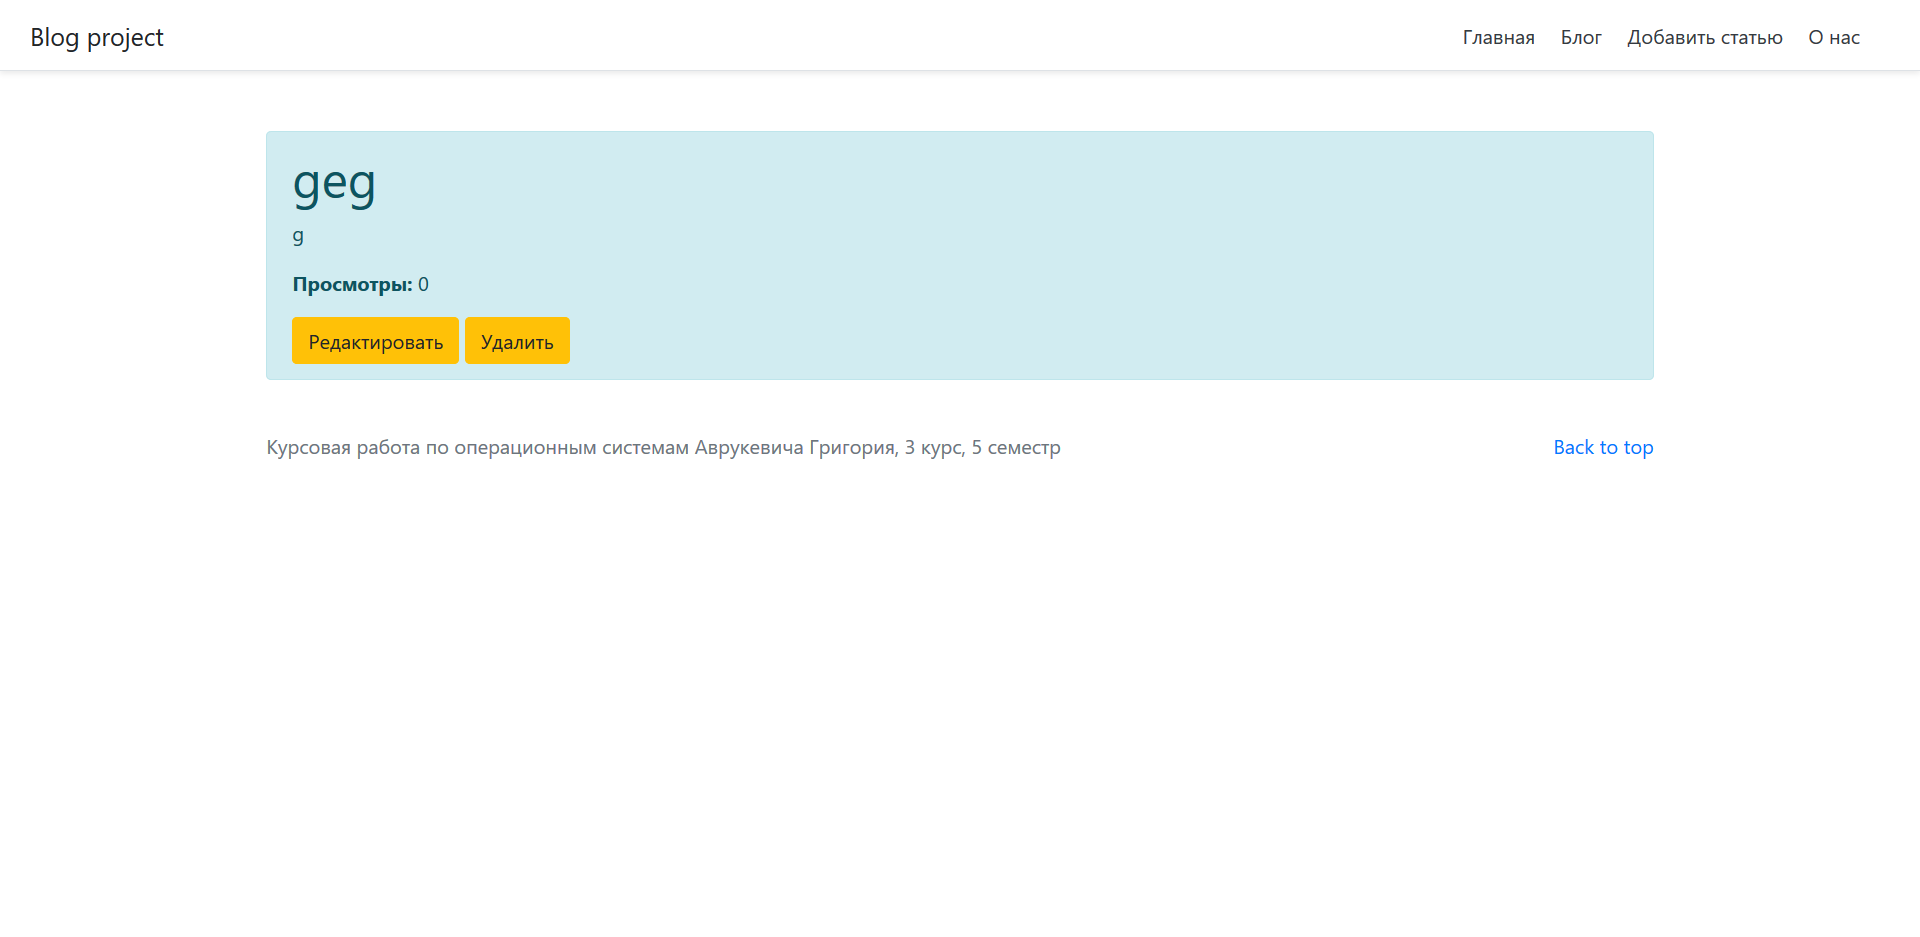 Blog project
Главная Блог Добавить статью О нас
geg
g
Просмотры: 0
Редактировать Удалить
Курсовая работа по операционным системам Аврукевича Григория, 3 курс, 5 семестр
Back to top